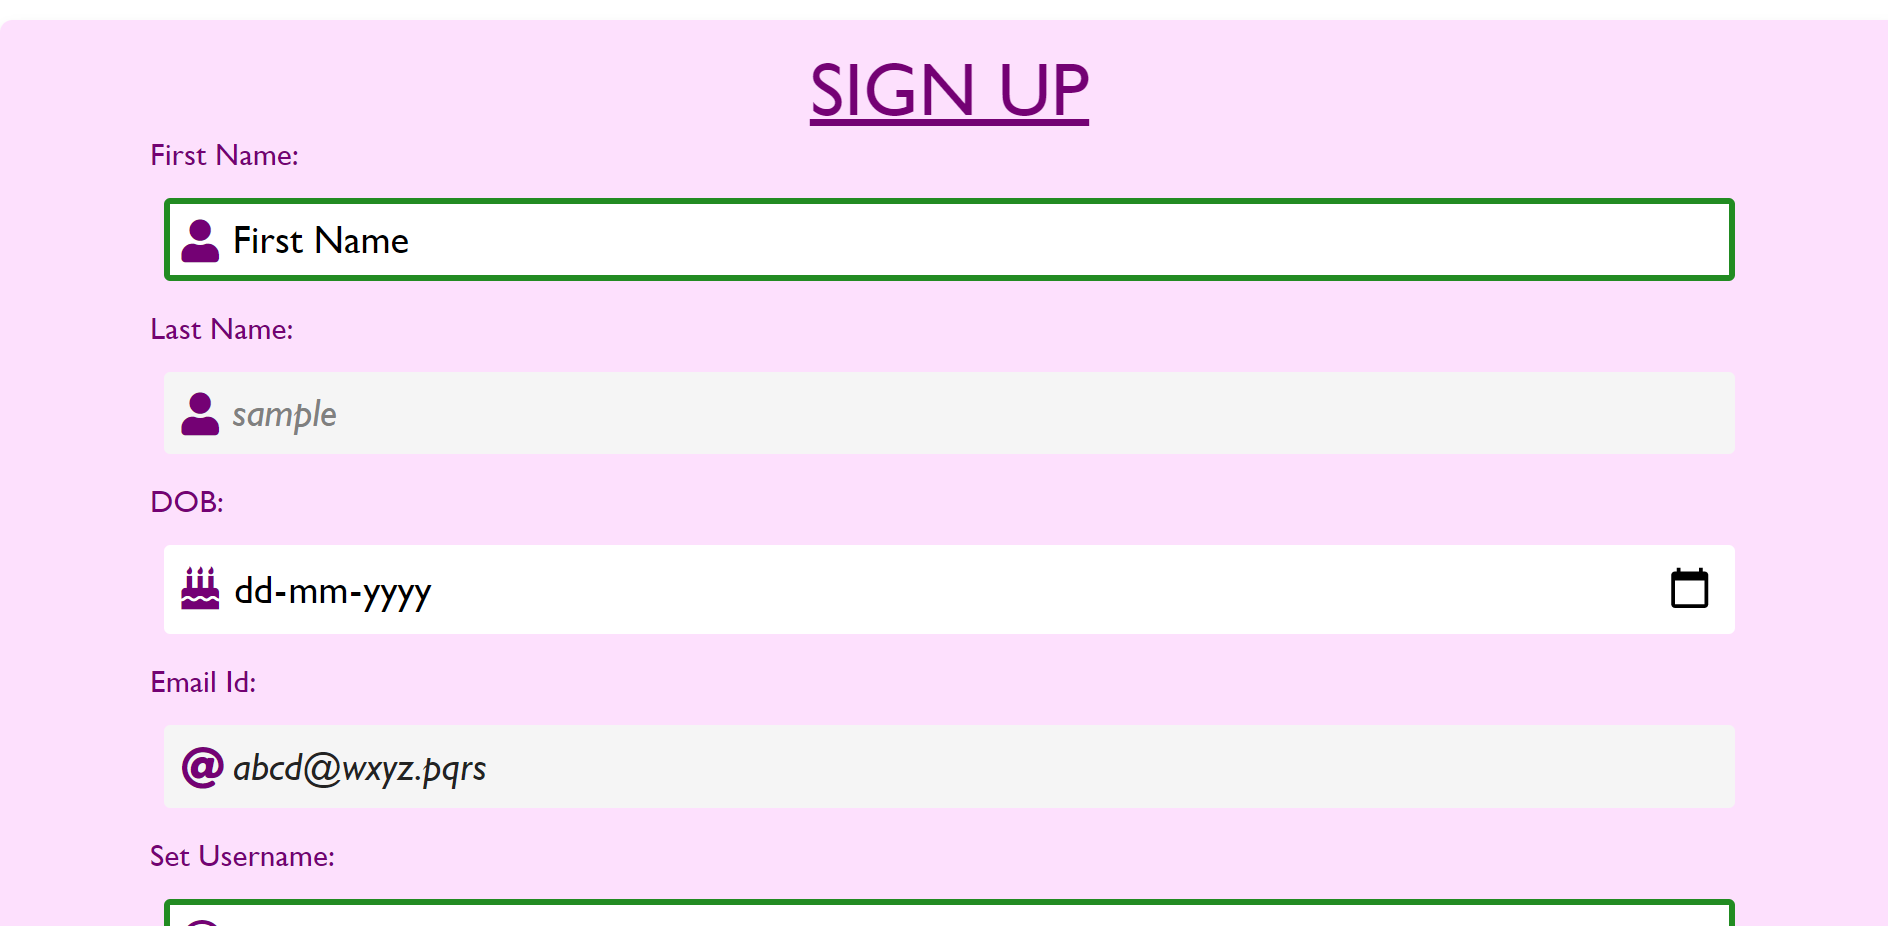 SIGN UP
First Name:
First Name
Last Name:
sample
DOB:
dd-mm-yyyy
Email Id:
abcd@wxyz.pqrs
Set Username: